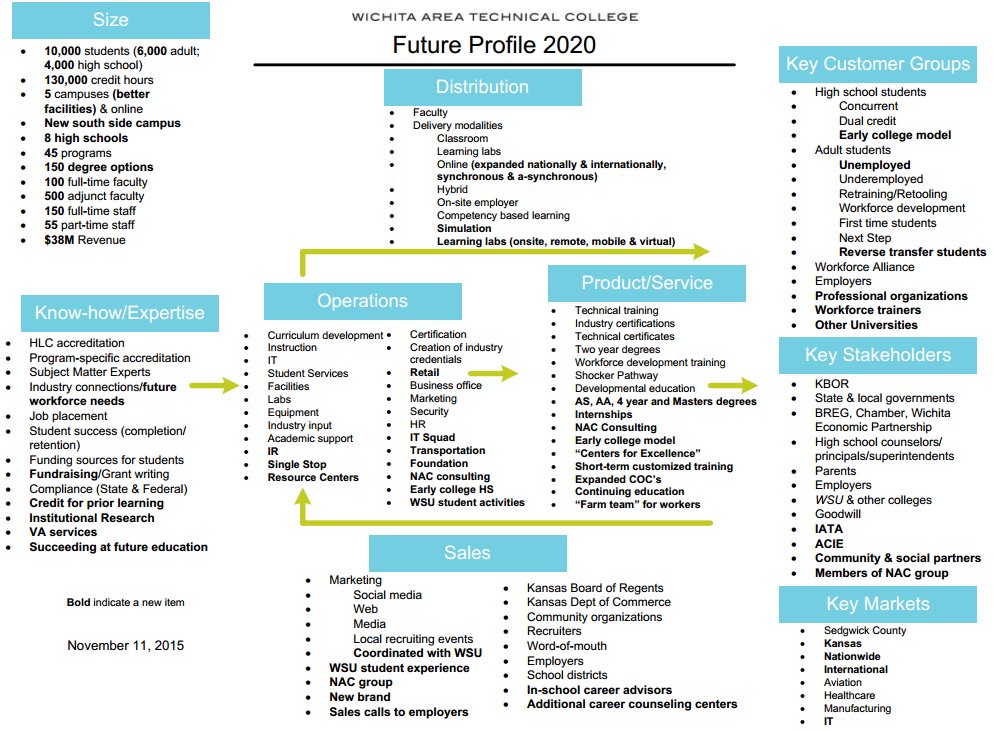 WICHITA AREA TECHNICAL COLLEGE
Future Profile 2020
Size
• 10,000 students (6,000 adult;
4,000 high school)
• 130,000 credit hours
• 5 campuses (better
facilities) & online
• New south side campus
• 8 high schools
• 45 programs
• 150 degree options
• 100 full-time faculty
• 500 adjunct faculty
• 150 full-time staff
• 55 part-time staff
• $38M Revenue
Distribution
• Faculty
• Delivery modalities
• Classroom
• Learning labs
• Online (expanded nationally & internationally,
synchronous & a-synchronous)
• Hybrid
• On-site employer
• Competency based learning
• Simulation
• Learning labs (onsite, remote, mobile & virtual)
Key Customer Groups
• High school students
• Concurrent
• Dual credit
• Early college model
• Adult students
• Unemployed
• Underemployed
• Retraining/Retooling
• Workforce development
• First time students
• Next Step
• Reverse transfer students
• Workforce Alliance
• Employers
• Professional organizations
• Workforce trainers
• Other Universities
Know-how/Expertise
• HLC accreditation
• Program-specific accreditation
• Subject Matter Experts
• Industry connections/future
workforce needs
• Job placement
• Student success (completion/
retention)
• Funding sources for students
• Fundraising/Grant writing
• Compliance (State & Federal)
• Credit for prior learning
• Institutional Research
• VA services
• Succeeding at future education
Operations
• Curriculum development
• Instruction
• IT
• Student Services
• Facilities
• Labs
• Equipment
• Industry input
• Academic support
• IR
• Single Stop
• Resource Centers
• Certification
• Creation of industry
credentials
• Retail
• Business office
• Marketing
• Security
• HR
• IT Squad
• Transportation
• Foundation
• NAC consulting
• Early college HS
• WSU student activities
Product/Service
• Technical training
• Industry certifications
• Technical certificates
• Two year degrees
• Workforce development training
• Shocker Pathway
• Developmental education
• AS, AA, 4 year and Masters degrees
• Internships
• NAC Consulting
• Early college model
• “Centers for Excellence”
• Short-term customized training
• Expanded COC’s
• Continuing education
• “Farm team” for workers
Key Stakeholders
• KBOR
• State & local governments
• BREG, Chamber, Wichita
Economic Partnership
• High school counselors/
principals/superintendents
• Parents
• Employers
• WSU & other colleges
• Goodwill
• IATA
• ACIE
• Community & social partners
• Members of NAC group
Sales
• Marketing
• Social media
• Web
• Media
• Local recruiting events
• Coordinated with WSU
• WSU student experience
• NAC group
• New brand
• Sales calls to employers
• Kansas Board of Regents
• Kansas Dept of Commerce
• Community organizations
• Recruiters
• Word-of-mouth
• Employers
• School districts
• In-school career advisors
• Additional career counseling centers
Key Markets
• Sedgwick County
• Kansas
• Nationwide
• International
• Aviation
• Healthcare
• Manufacturing
• IT
Bold indicate a new item
November 11, 2015